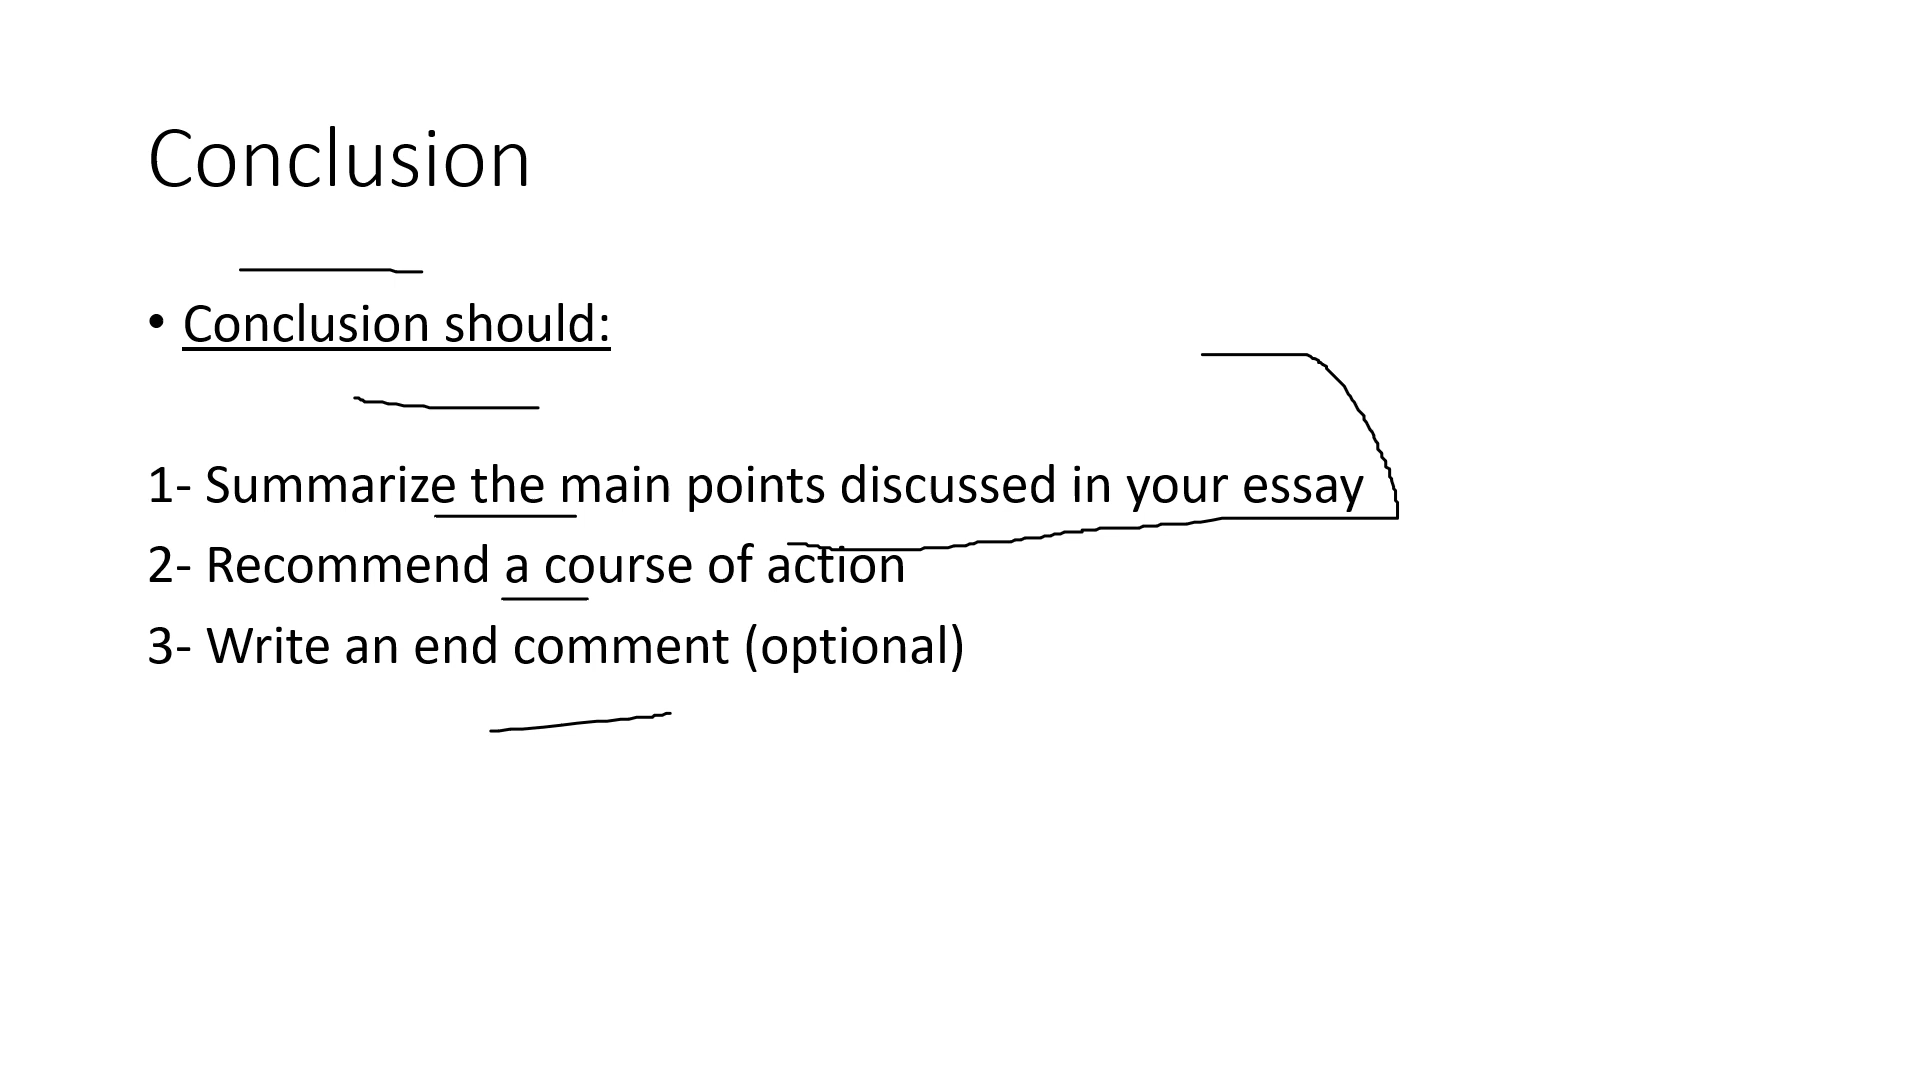 Conclusion
• Conclusion should:
1- Summarize the main points discussed in your essay
2- Recommend a course of action
3- Write an end comment (optional)